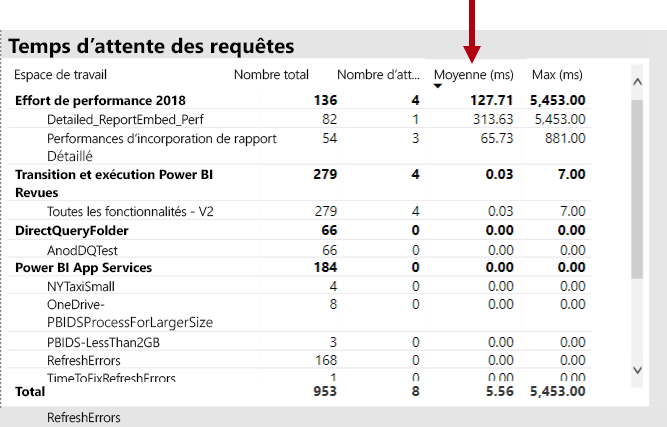 Temps d'attente des requêtes
Espace de travail Nombre total Nombre d'att... Moyenne (ms) Max (ms)
Effort de performance 2018 136 4 127.71 5,453.00
Detailed_ReportEmbed_Perf 82 1 313.63 5,453.00
Performances d'incorporation de rapport 54 3 65.73 881.00
Détaillé
Transition et exécution Power BI 279 4 0.03 7.00
Revues
Toutes les fonctionnalités - V2 279 4 0.03 7.00
DirectQueryFolder 66 0 0.00 0.00
AnodDQTest 66 0 0.00 0.00
Power BI App Services 184 0 0.00 0.00
NYTaxiSmall 4 0 0.00 0.00
OneDrive- 8 0 0.00 0.00
PBIDSProcessForLargerSize
PBIDS-LessThan2GB 3 0 0.00 0.00
RefreshErrors 168 0 0.00 0.00
TimeToFixRefreshErrors 1 0 0.00 0.00
Total 953 8 5.56 5,453.00
RefreshErrors